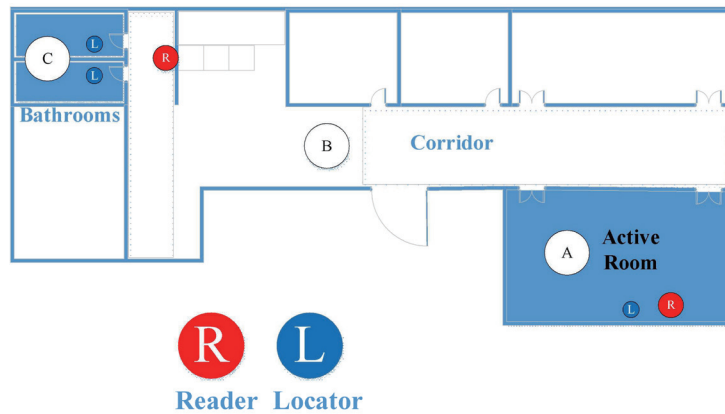 L
C
R
L
Bathrooms
B
Corridor
A
Active
Room
L
R
R
L
Reader
Locator